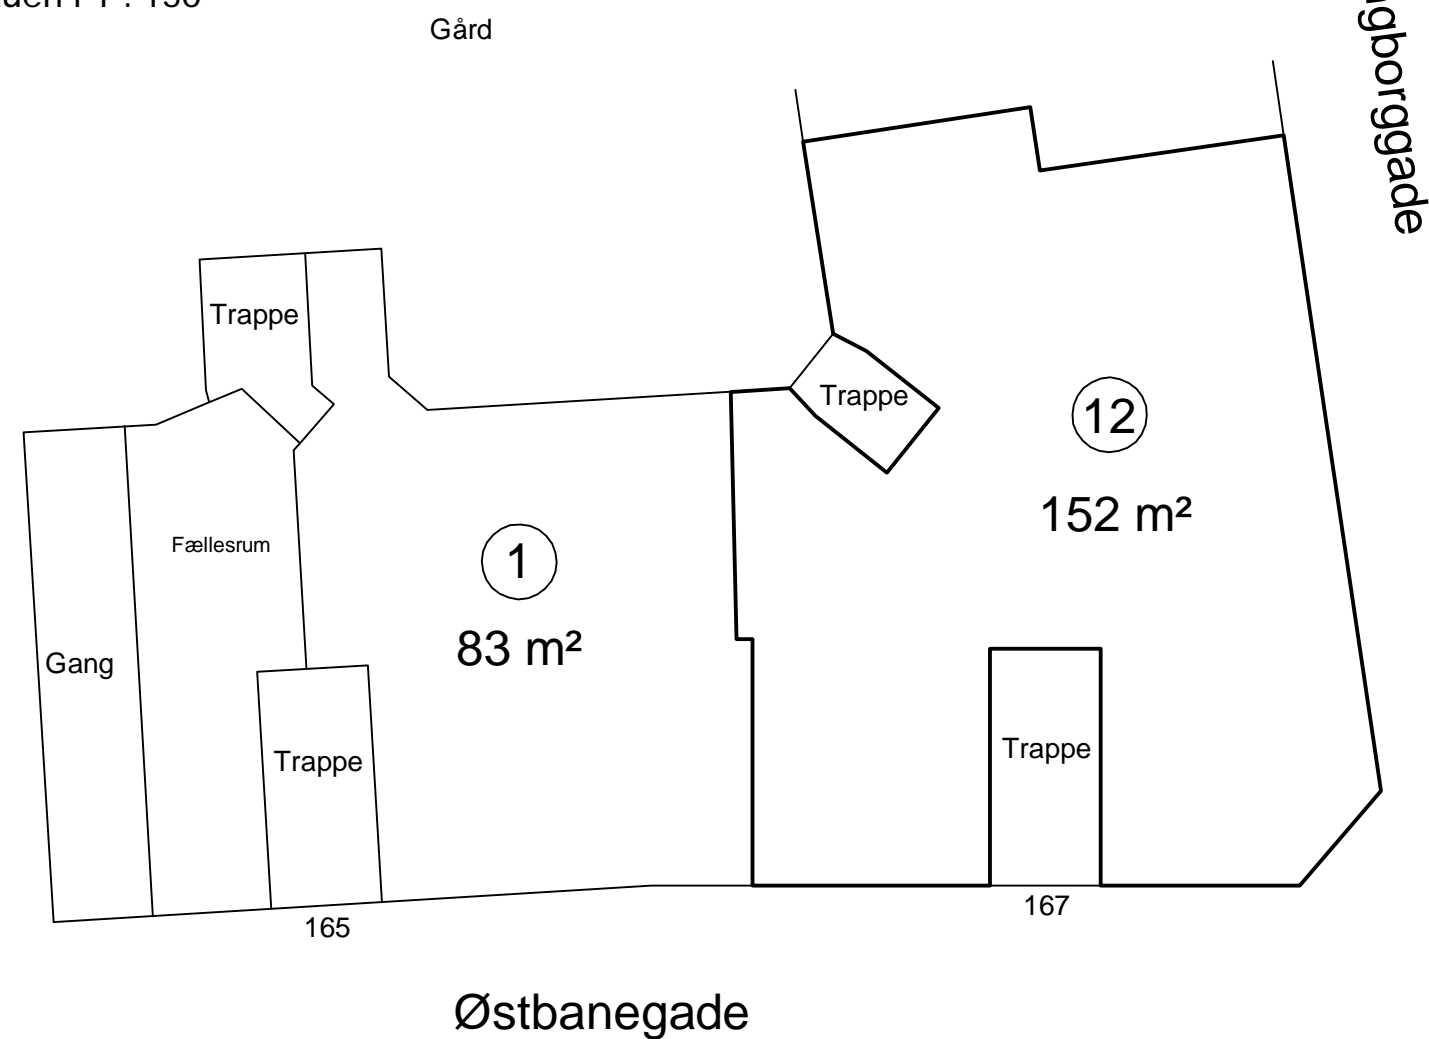 Gård
Trappe
Trappe
12
152 m²
Fællesrum
1
83 m²
Gang
Trappe
Trappe
165
167
Østbanegade